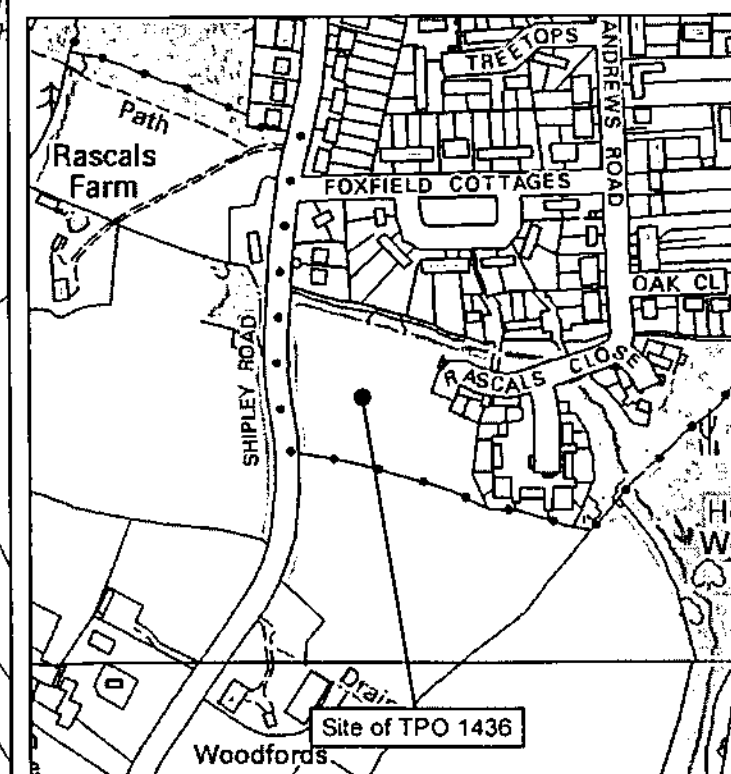 TREETOPS
ANDREWS ROAD
Path
Rascals
Farm
FOXFIELD COTTAGES
OAK CL
SHIPLEY ROAD
RASCALS CLOSE
H
W
Drain
Site of TPO 1436
Woodfords